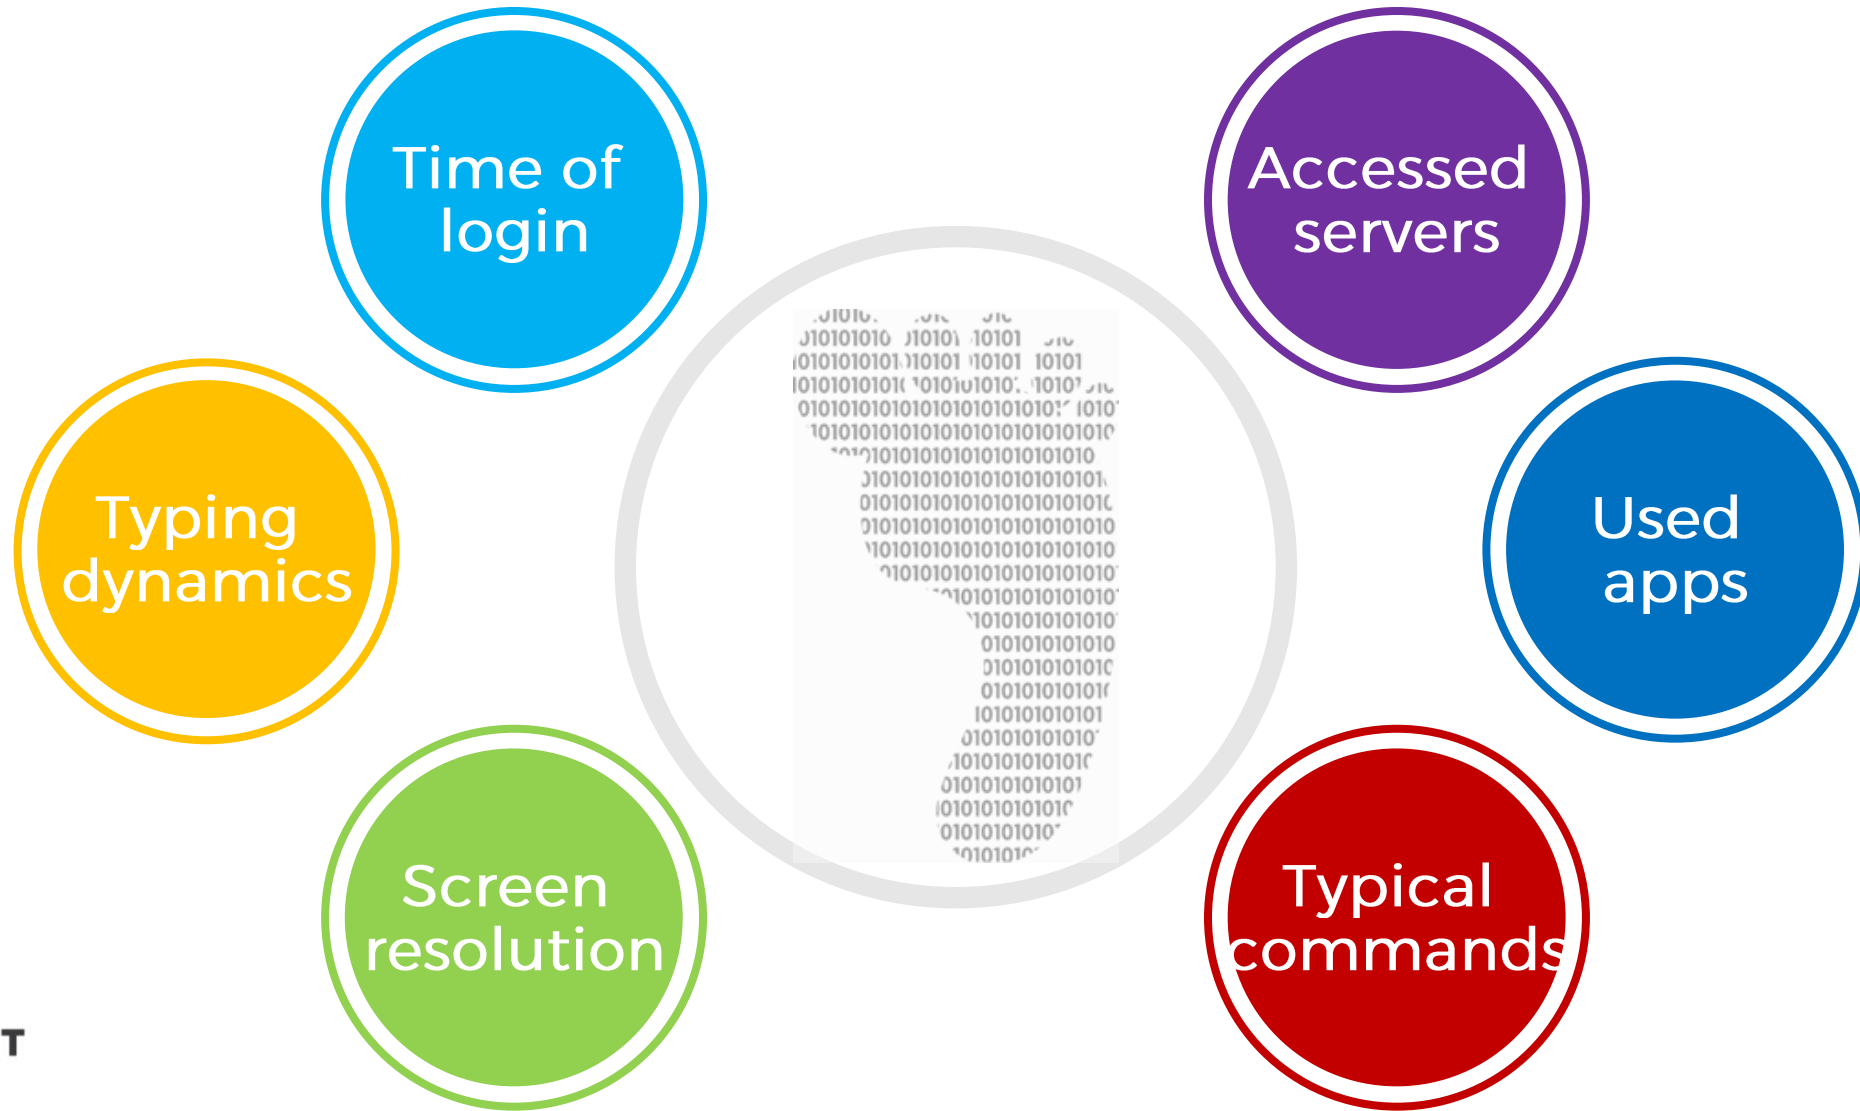 Time of
login
Accessed
servers
Typing
dynamics
Used
apps
Screen
resolution
Typical
commands
T